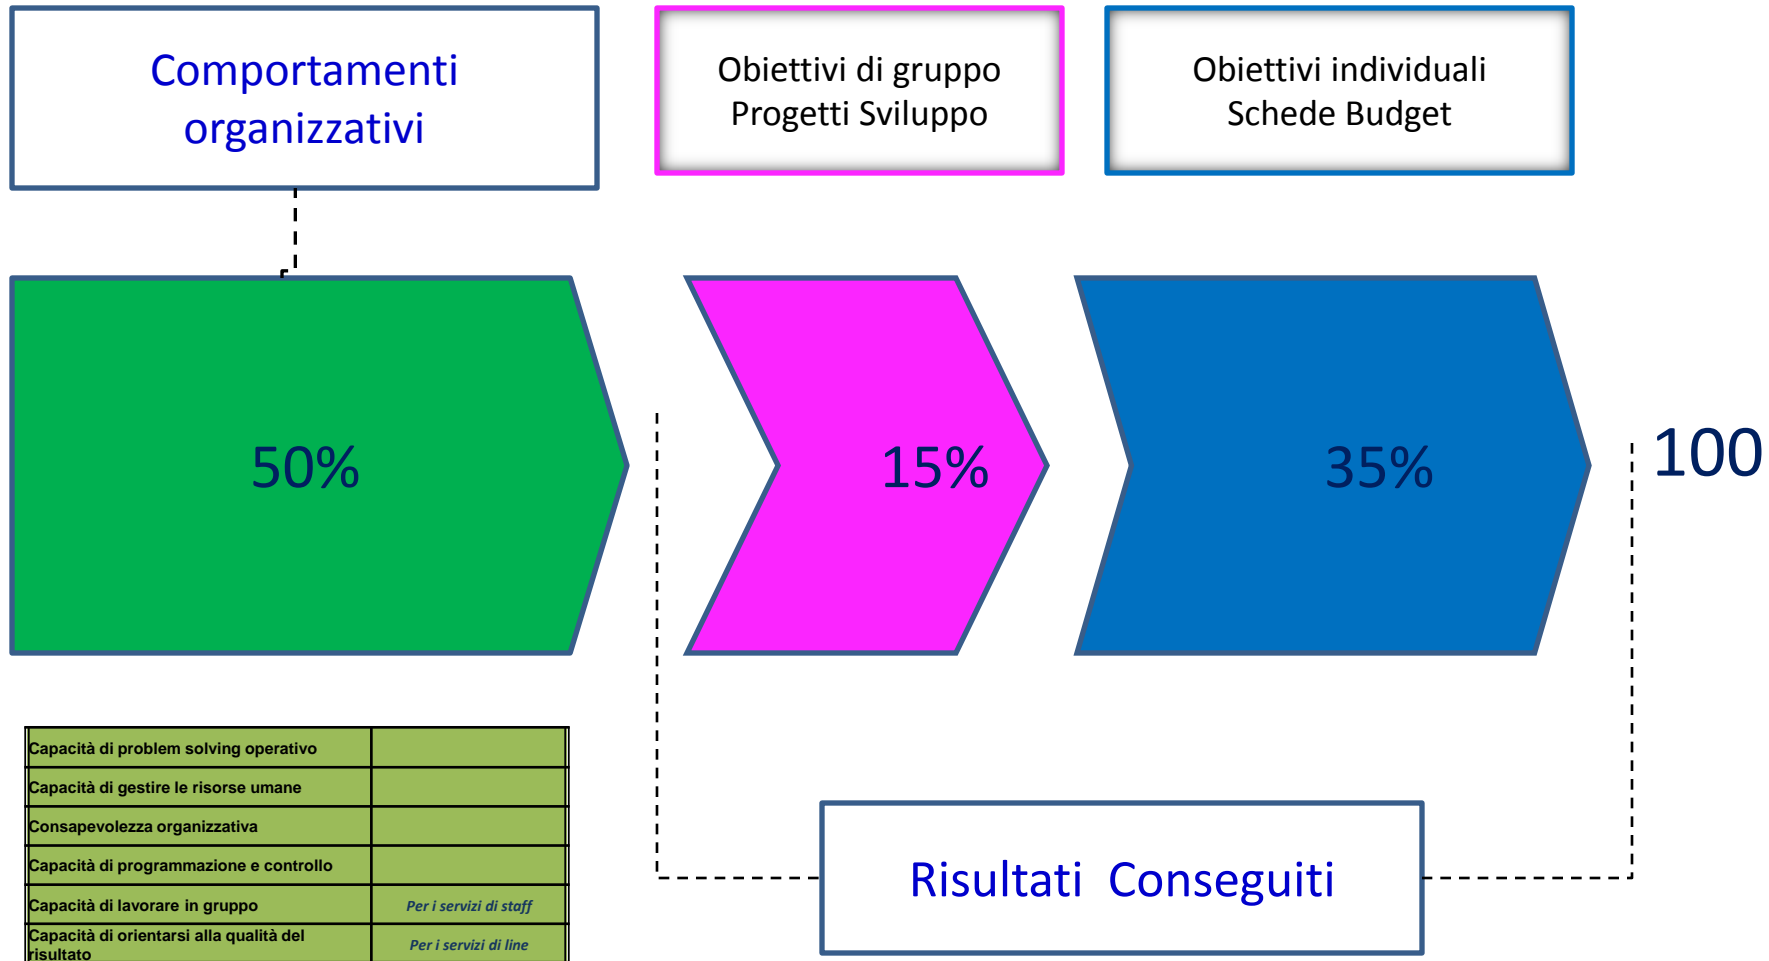 Comportamenti
organizzativi
Obiettivi di gruppo
Progetti Sviluppo
Obiettivi individuali
Schede Budget
50%
15%
35%
100
Capacità di problem solving operativo
Capacità di gestire le risorse umane
Consapevolezza organizzativa
Capacità di programmazione e controllo
Capacità di lavorare in gruppo
Per i servizi di staff
Capacità di orientarsi alla qualità del
risultato
Per i servizi di line
Risultati Conseguiti